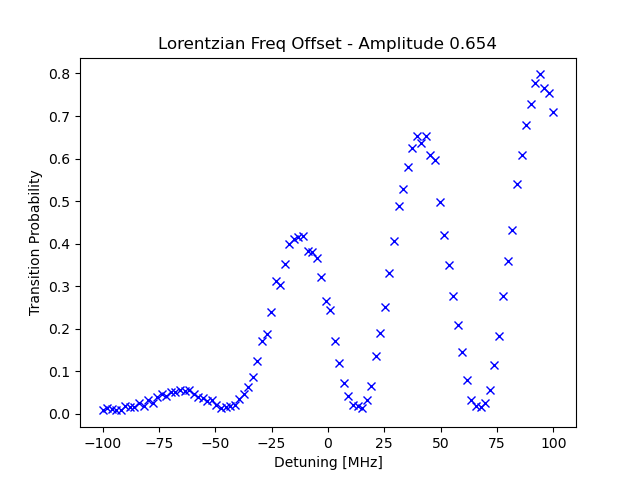 Lorentzian Freq Offset - Amplitude 0.654
0.8
0.7
0.6
0.5
0.4
0.3
0.2
0.1
0.0
Transition Probability
−100 −75 −50 −25 0 25 50 75 100
Detuning [MHz]